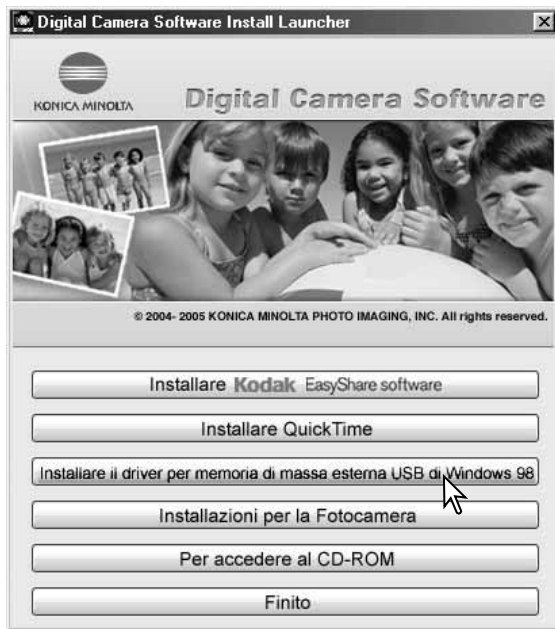 Digital Camera Software Install Launcher
KONICA MINOLTA
Digital Camera Software
© 2004- 2005 KONICA MINOLTA PHOTO IMAGING, INC. All rights reserved.
Installare Kodak EasyShare software
Installare QuickTime
Installare il driver per memoria di massa esterna USB di Windows 98
Installazioni per la Fotocamera
Per accedere al CD-ROM
Finito